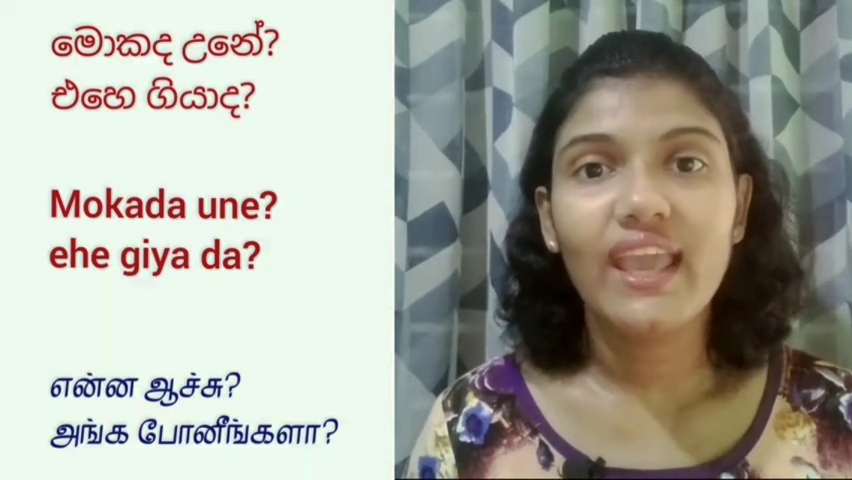 මොකද උනේ?
එහෙ ගියාද?
Mokada une?
ehe giya da?
என்ன ஆச்சு?
அங்க போனீங்களா?